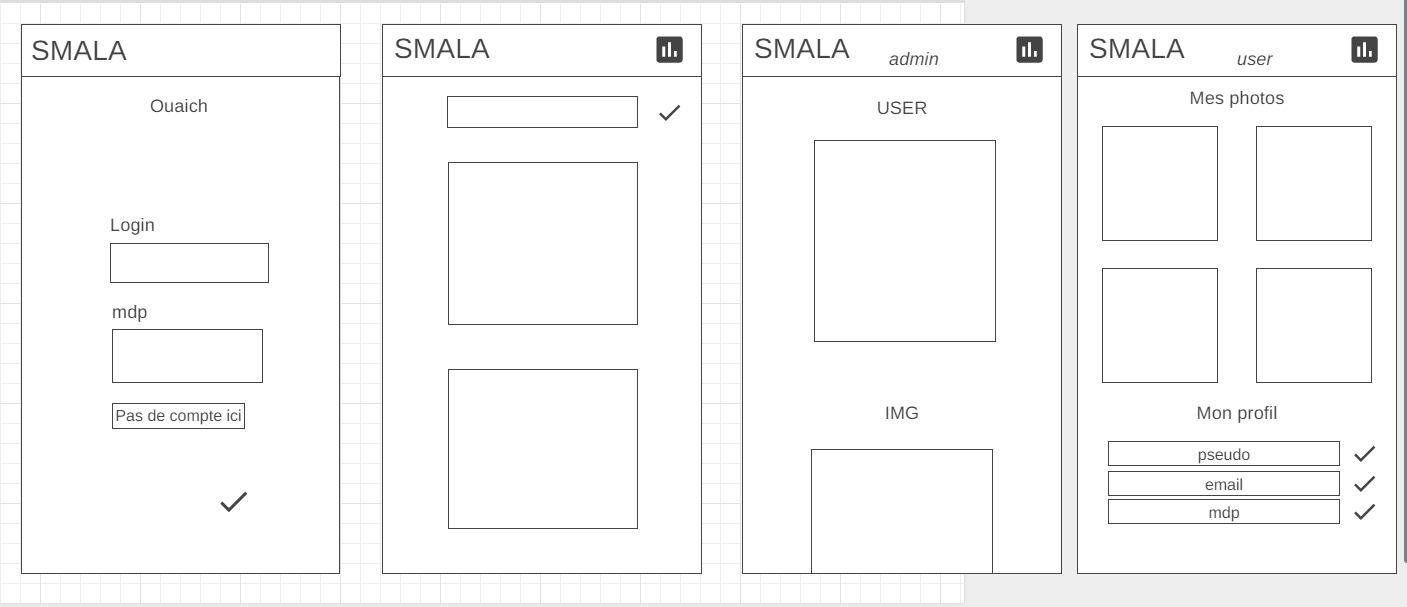 SMALA
Ouaich
Login
mdp
Pas de compte ici
SMALA
SMALA
admin
USER
IMG
SMALA
user
Mes photos
Mon profil
pseudo
email
mdp